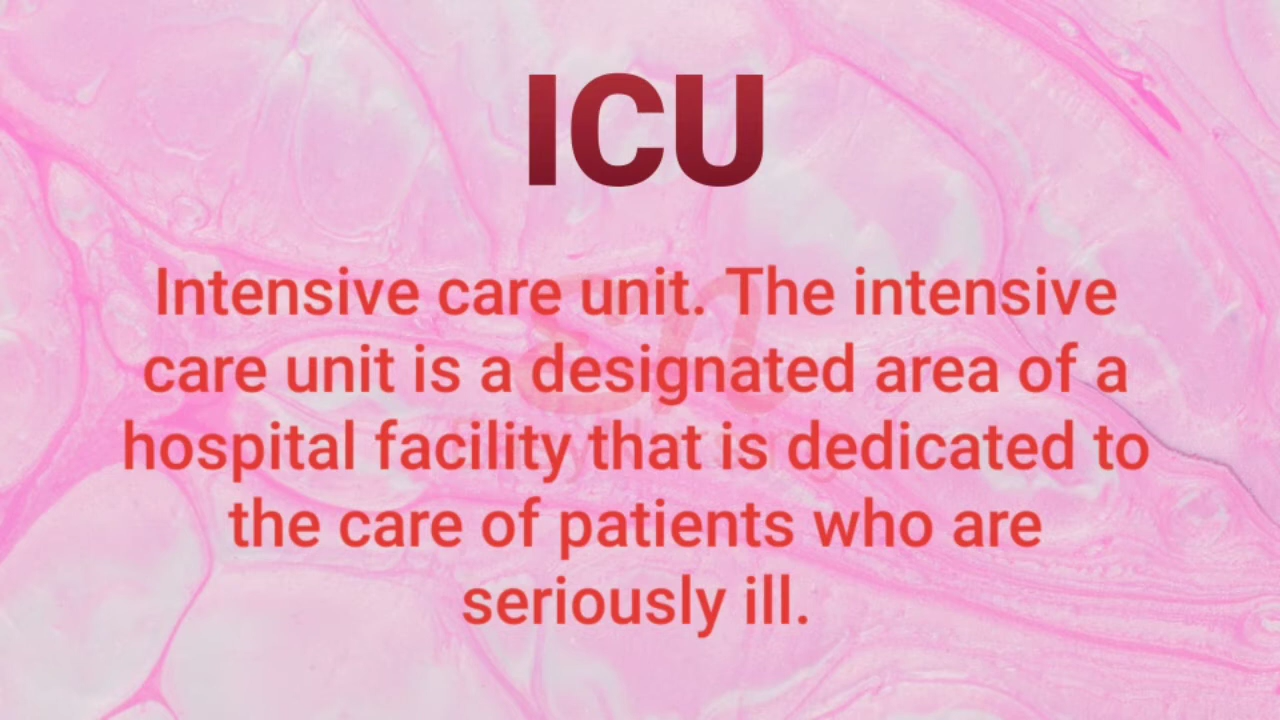 ICU
Intensive care unit. The intensive
care unit is a designated area of a
hospital facility that is dedicated to
the care of patients who are
seriously ill.